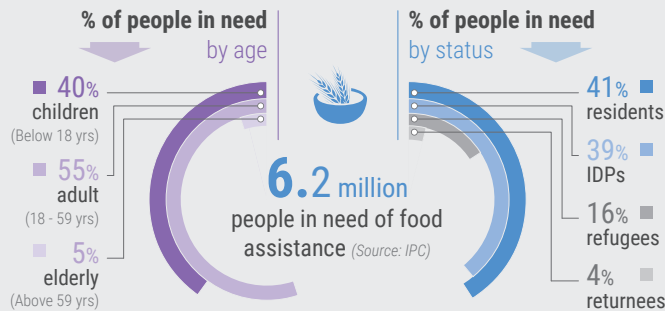 % of people in need
by age
40%
children
(Below 18 yrs)
55%
adult
(18 - 59 yrs)
5%
elderly
(Above 59 yrs)
6.2 million
people in need of food
assistance (Source: IPC)
% of people in need
by status
41%
residents
39%
IDPs
16%
refugees
4%
returnees